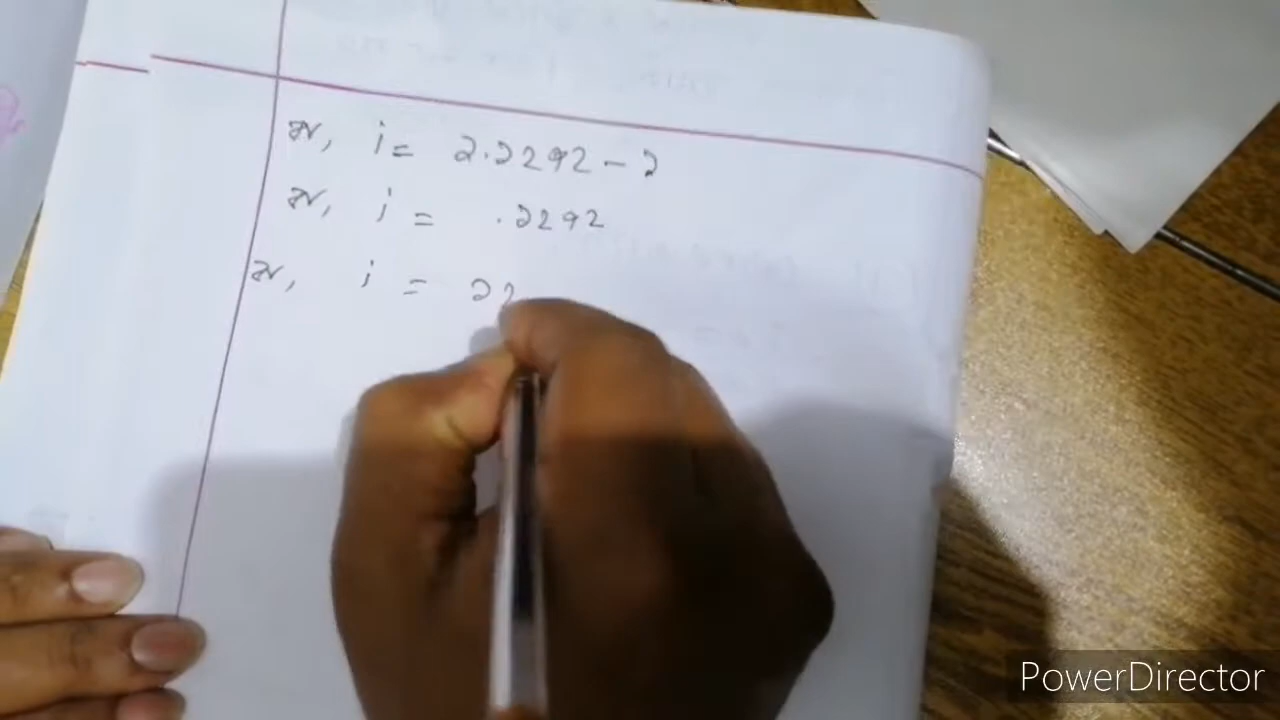 বা, i = ১.১২৭২ – ১
বা, i = .১২৭২
বা, i = ১২
PowerDirector